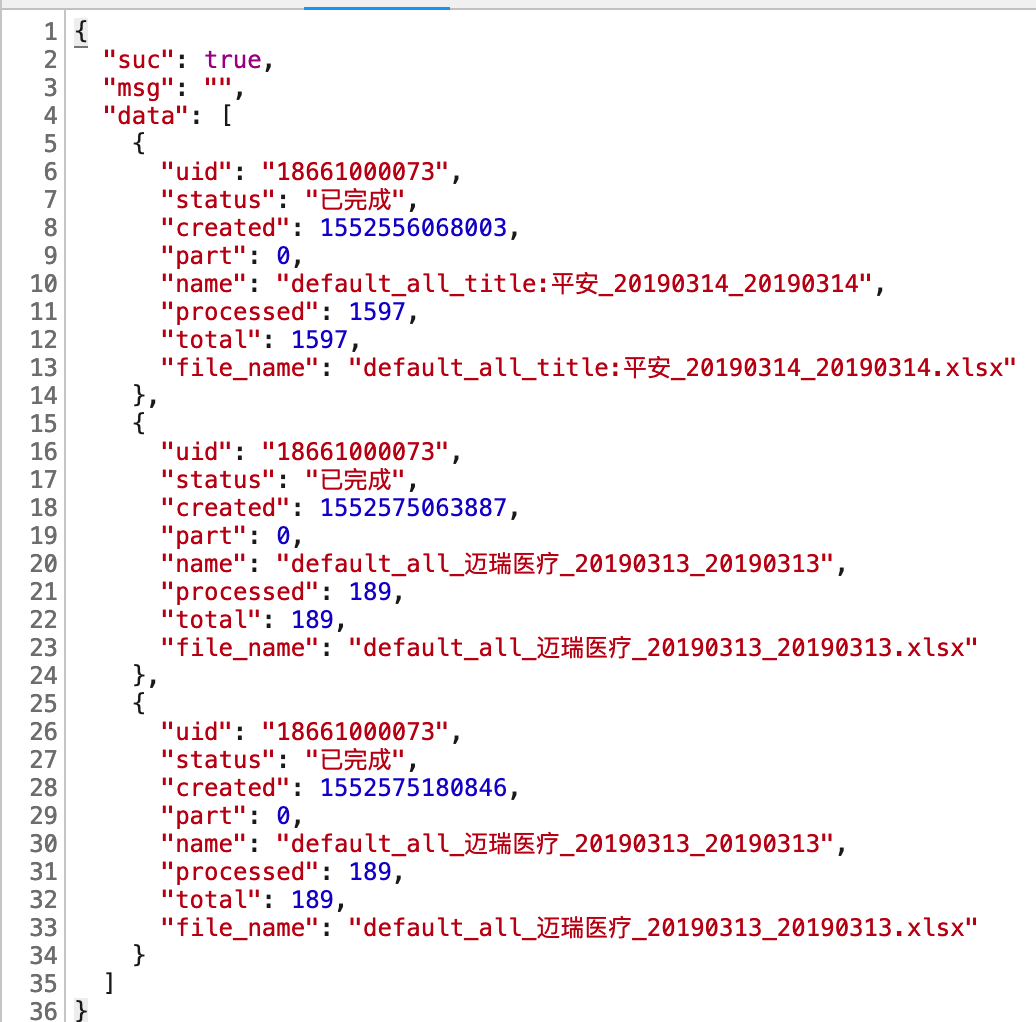 1 {
2 "suc": true,
3 "msg": "",
4 "data": [
5 {
6 "uid": "18661000073",
7 "status": "已完成",
8 "created": 1552556068003,
9 "part": 0,
10 "name": "default_all_title:平安_20190314_20190314",
11 "processed": 1597,
12 "total": 1597,
13 "file_name": "default_all_title:平安_20190314_20190314.xlsx"
14 },
15 {
16 "uid": "18661000073",
17 "status": "已完成",
18 "created": 1552575063887,
19 "part": 0,
20 "name": "default_all_迈瑞医疗_20190313_20190313",
21 "processed": 189,
22 "total": 189,
23 "file_name": "default_all_迈瑞医疗_20190313_20190313.xlsx"
24 },
25 {
26 "uid": "18661000073",
27 "status": "已完成",
28 "created": 1552575180846,
29 "part": 0,
30 "name": "default_all_迈瑞医疗_20190313_20190313",
31 "processed": 189,
32 "total": 189,
33 "file_name": "default_all_迈瑞医疗_20190313_20190313.xlsx"
34 }
35 ]
36 }